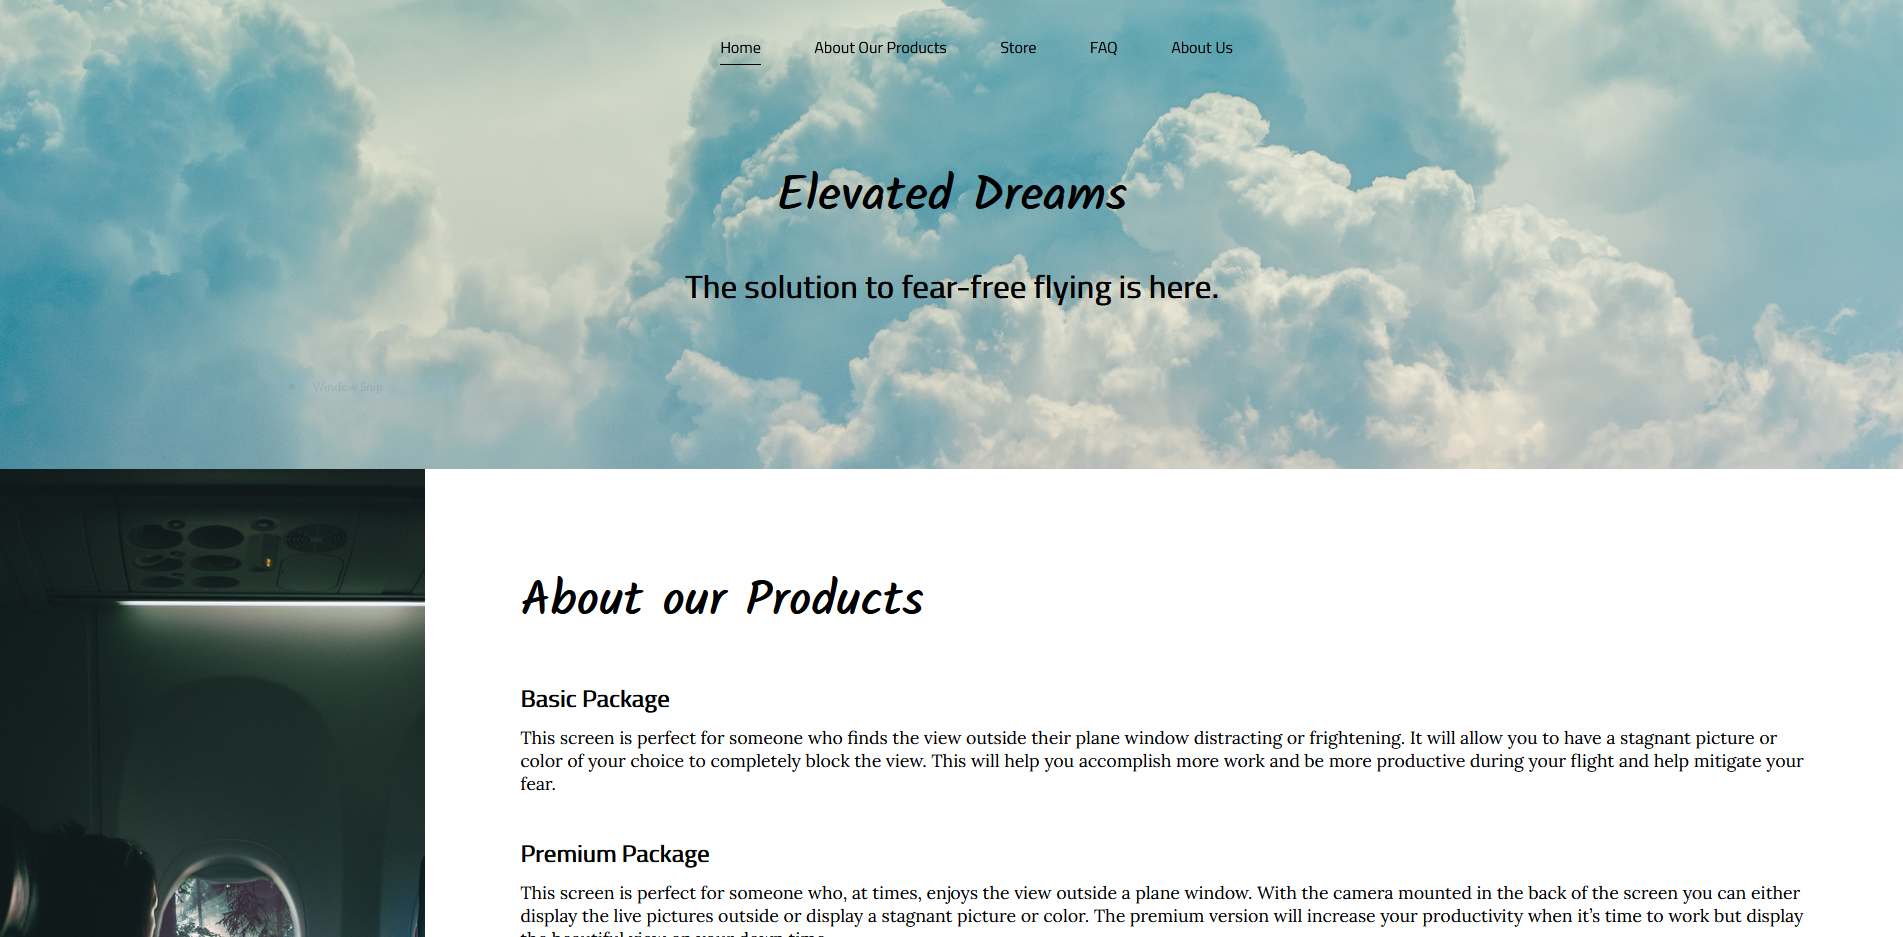 Home About Our Products Store FAQ About Us
Elevated Dreams
The solution to fear-free flying is here.
Window Snip
About our Products
Basic Package
This screen is perfect for someone who finds the view outside their plane window distracting or frightening. It will allow you to have a stagnant picture or
color of your choice to completely block the view. This will help you accomplish more work and be more productive during your flight and help mitigate your
fear.
Premium Package
This screen is perfect for someone who, at times, enjoys the view outside a plane window. With the camera mounted in the back of the screen you can either
display the live pictures outside or display a stagnant picture or color. The premium version will increase your productivity when it’s time to work but display
the beautiful view on your down time.